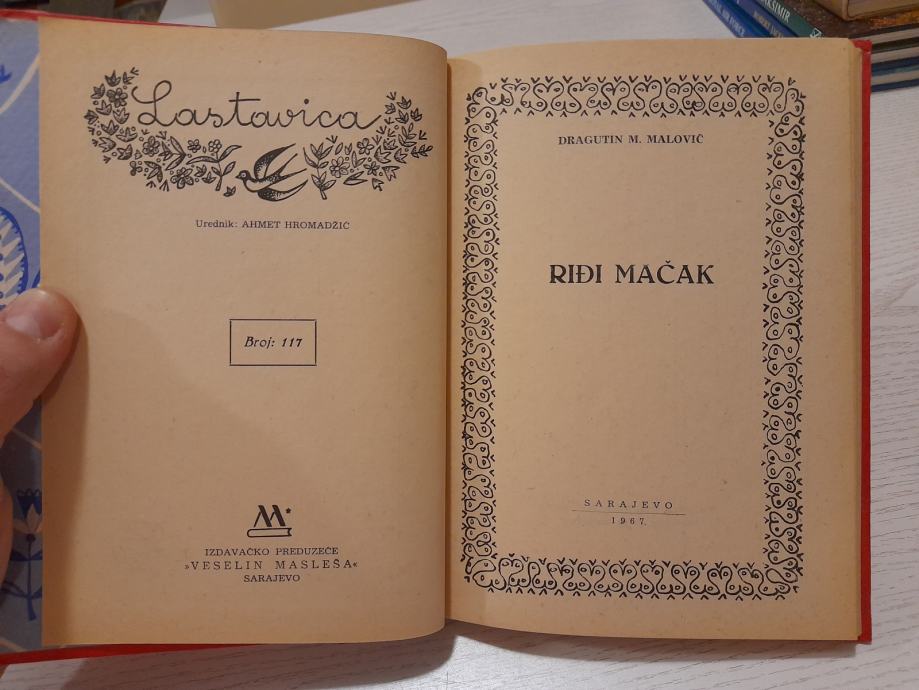 Lastavica
Urednik: AHMET HROMADŽIĆ
Broj: 117
IZDAVAČKO PREDUZEĆE
»VESELIN MASLEŠA«
SARAJEVO
DRAGUTIN M. MALOVIĆ
RIĐI MAČAK
SARAJEVO
1967.